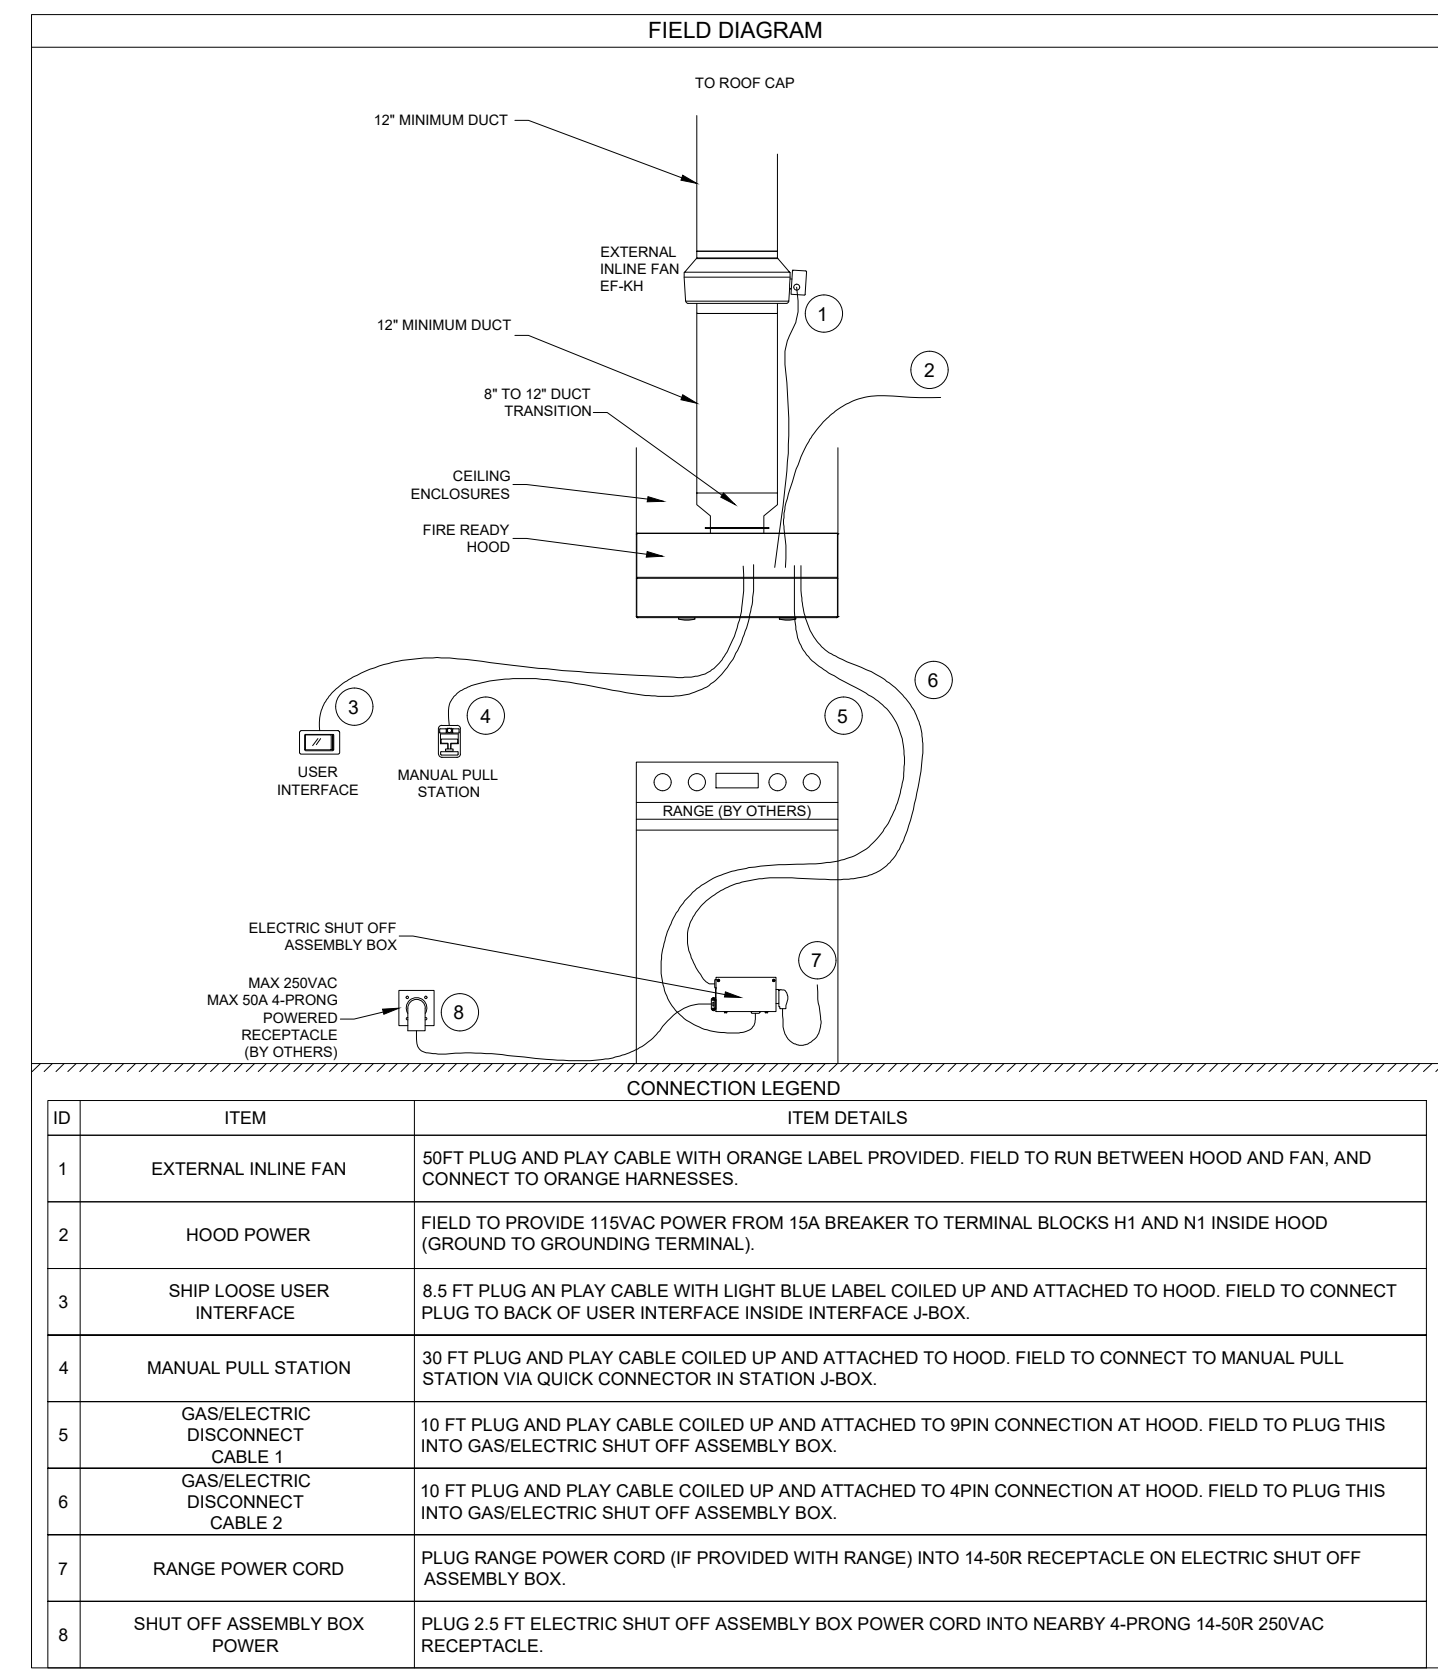 FIELD DIAGRAM
TO ROOF CAP
12" MINIMUM DUCT
EXTERNAL
INLINE FAN
EF-KH
1
12" MINIMUM DUCT
2
8" TO 12" DUCT
TRANSITION
CEILING
ENCLOSURES
FIRE READY
HOOD
6
3
4
5
USER
INTERFACE
MANUAL PULL
STATION
RANGE (BY OTHERS)
ELECTRIC SHUT OFF
ASSEMBLY BOX
7
MAX 250VAC
MAX 50A 4-PRONG
POWERED
RECEPTACLE
(BY OTHERS)
8
CONNECTION LEGEND
ID ITEM ITEM DETAILS
1 EXTERNAL INLINE FAN
50FT PLUG AND PLAY CABLE WITH ORANGE LABEL PROVIDED. FIELD TO RUN BETWEEN HOOD AND FAN, AND
CONNECT TO ORANGE HARNESSES.
2 HOOD POWER
FIELD TO PROVIDE 115VAC POWER FROM 15A BREAKER TO TERMINAL BLOCKS H1 AND N1 INSIDE HOOD
(GROUND TO GROUNDING TERMINAL).
3
SHIP LOOSE USER
INTERFACE
8.5 FT PLUG AN PLAY CABLE WITH LIGHT BLUE LABEL COILED UP AND ATTACHED TO HOOD. FIELD TO CONNECT
PLUG TO BACK OF USER INTERFACE INSIDE INTERFACE J-BOX.
4 MANUAL PULL STATION
30 FT PLUG AND PLAY CABLE COILED UP AND ATTACHED TO HOOD. FIELD TO CONNECT TO MANUAL PULL
STATION VIA QUICK CONNECTOR IN STATION J-BOX.
5
GAS/ELECTRIC
DISCONNECT
CABLE 1
10 FT PLUG AND PLAY CABLE COILED UP AND ATTACHED TO 9PIN CONNECTION AT HOOD. FIELD TO PLUG THIS
INTO GAS/ELECTRIC SHUT OFF ASSEMBLY BOX.
6
GAS/ELECTRIC
DISCONNECT
CABLE 2
10 FT PLUG AND PLAY CABLE COILED UP AND ATTACHED TO 4PIN CONNECTION AT HOOD. FIELD TO PLUG THIS
INTO GAS/ELECTRIC SHUT OFF ASSEMBLY BOX.
7 RANGE POWER CORD
PLUG RANGE POWER CORD (IF PROVIDED WITH RANGE) INTO 14-50R RECEPTACLE ON ELECTRIC SHUT OFF
ASSEMBLY BOX.
8
SHUT OFF ASSEMBLY BOX
POWER
PLUG 2.5 FT ELECTRIC SHUT OFF ASSEMBLY BOX POWER CORD INTO NEARBY 4-PRONG 14-50R 250VAC
RECEPTACLE.